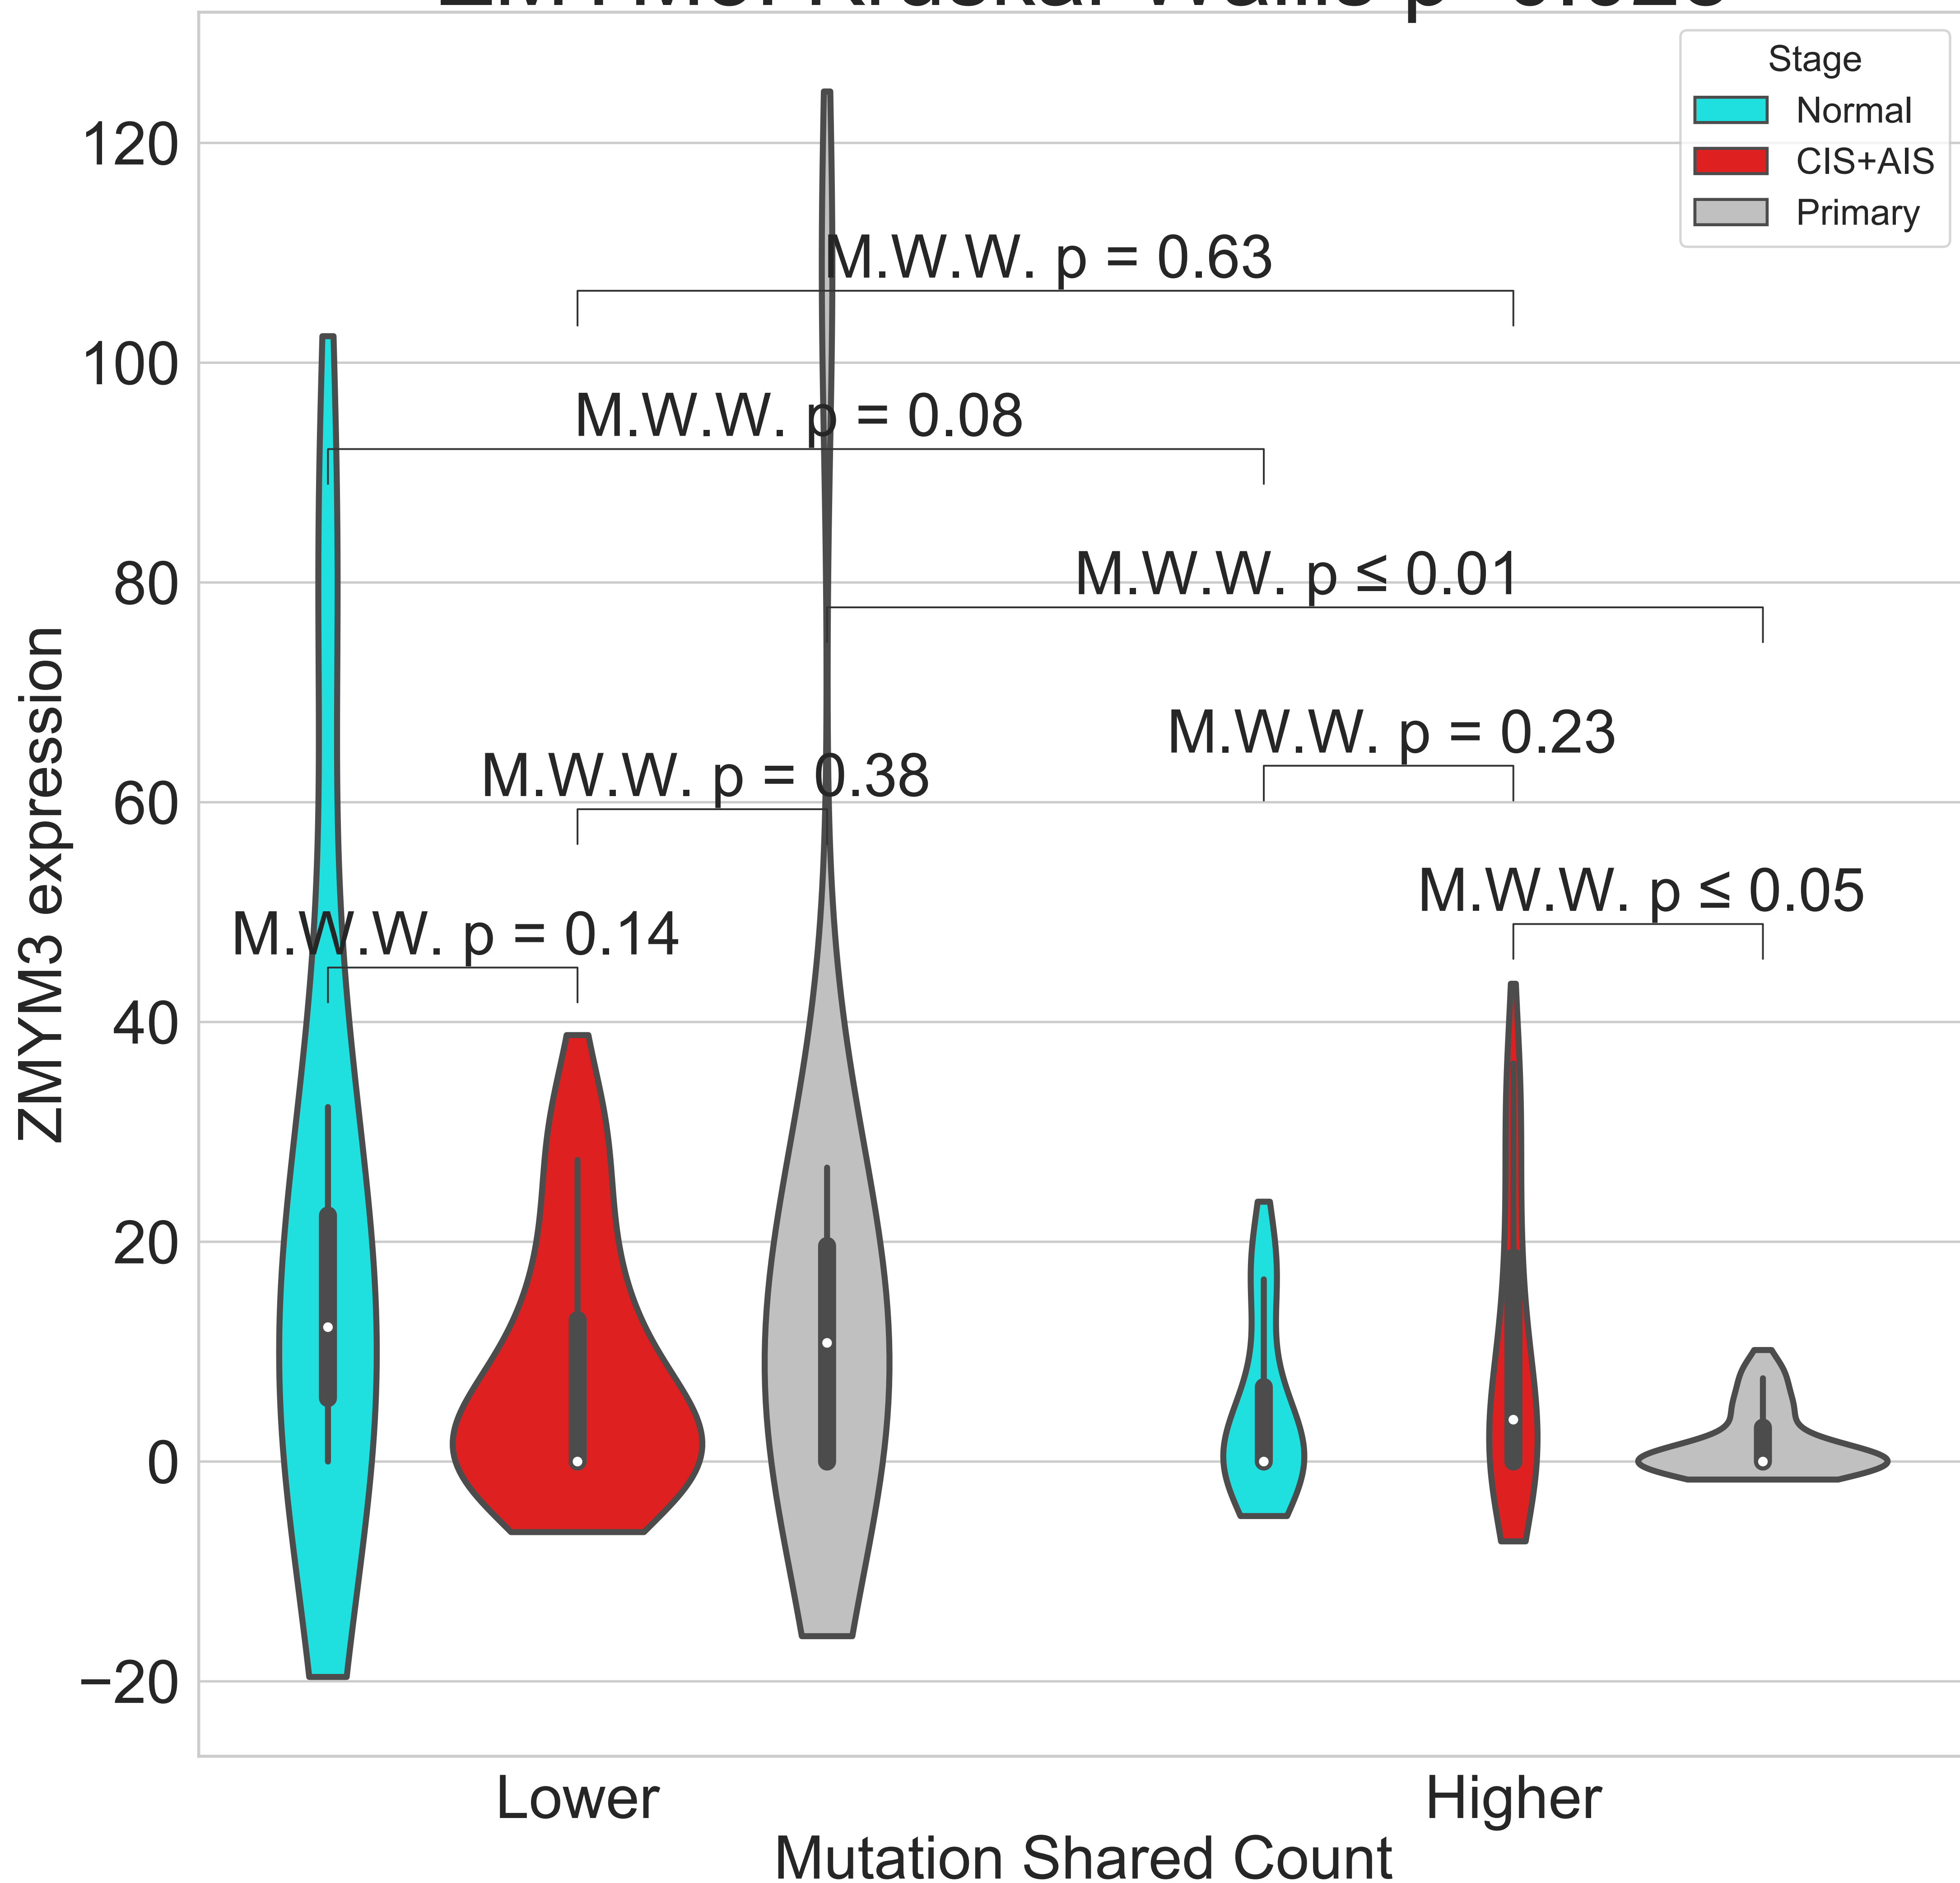 Stage
Normal
CIS+AIS
Primary
120
100
80
60
40
20
0
−20
ZMYM3 expression
M.W.W. p = 0.63
M.W.W. p = 0.08
M.W.W. p ≤ 0.01
M.W.W. p = 0.23
M.W.W. p = 0.38
M.W.W. p ≤ 0.05
M.W.W. p = 0.14
Lower
Higher
Mutation Shared Count